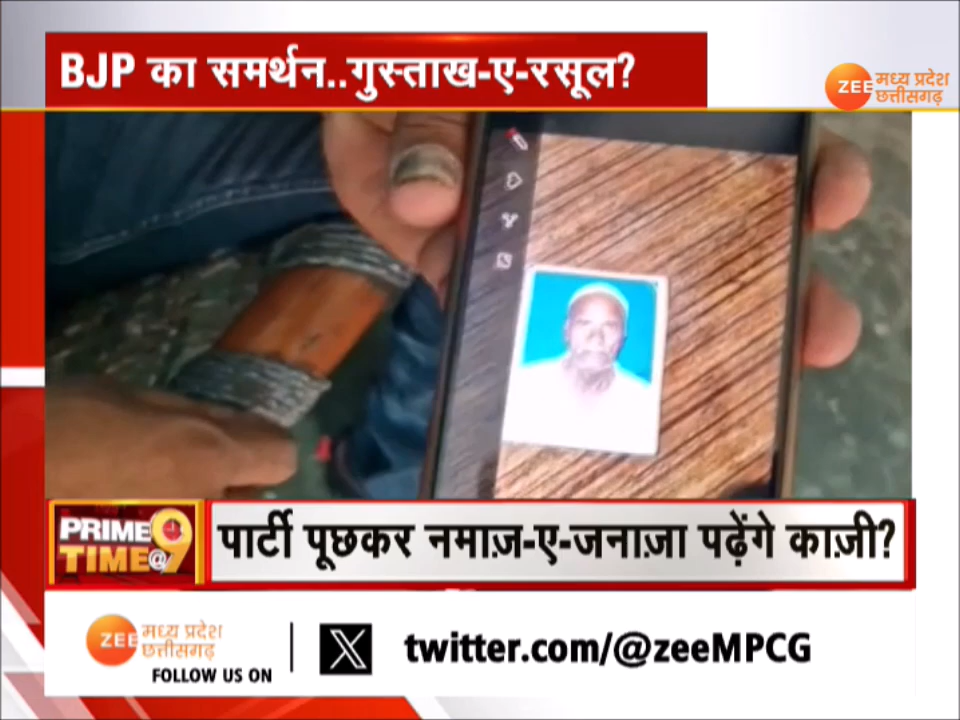 BJP का समर्थन..गुस्ताख-ए-रसूल?
ZEE मध्य प्रदेश
छत्तीसगढ़
PRIME
TIME@9
पार्टी पूछकर नमाज़-ए-जनाज़ा पढ़ेंगे काज़ी?
ZEE मध्य प्रदेश
छत्तीसगढ़
FOLLOW US ON
X
twitter.com/@zeeMPCG